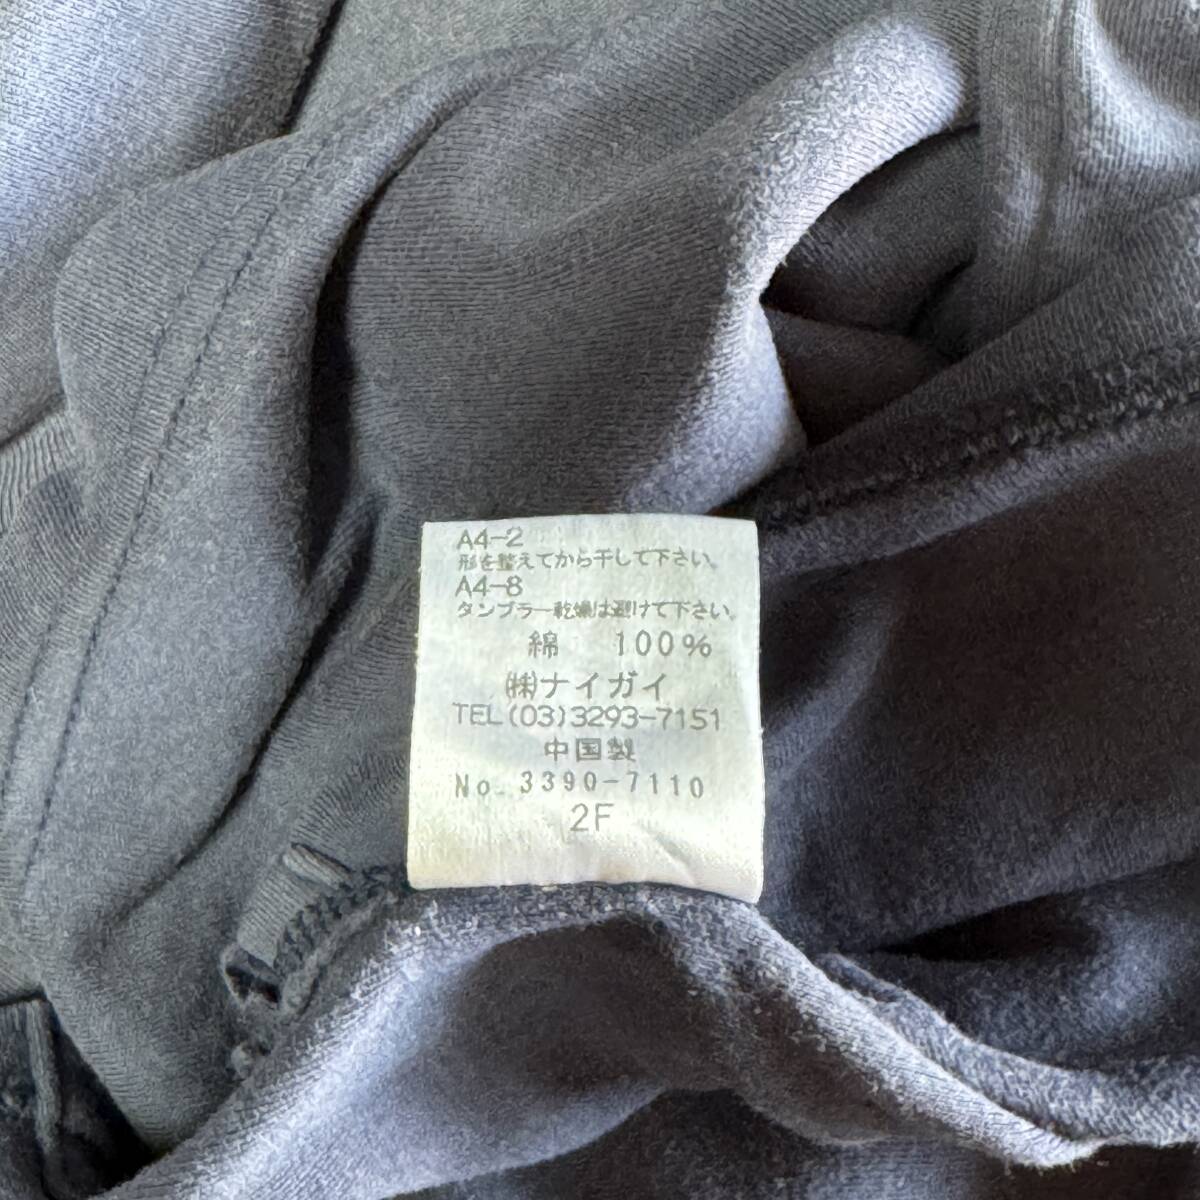 A4-2
形を整えてから干して下さい。
A4-8
タンブラー乾燥は避けて下さい。
綿 100%
㈱ナイガイ
TEL(03)3293-7151
中国製
No. 3390-7110
2F